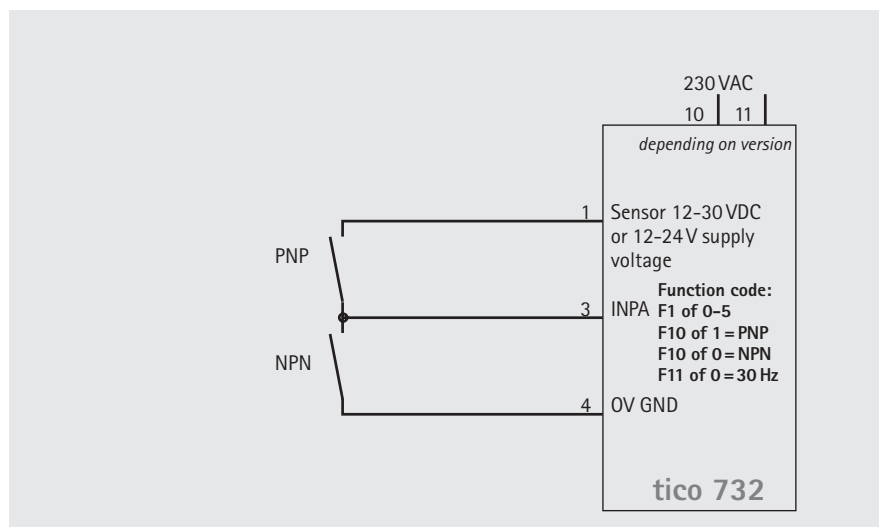 230 VAC
10 11
depending on version
1 Sensor 12-30 VDC
or 12-24 V supply
voltage
PNP
Function code:
3 INPA F1 of 0-5
F10 of 1 = PNP
F10 of 0 = NPN
NPN
F11 of 0 = 30 Hz
4 0V GND
tico 732